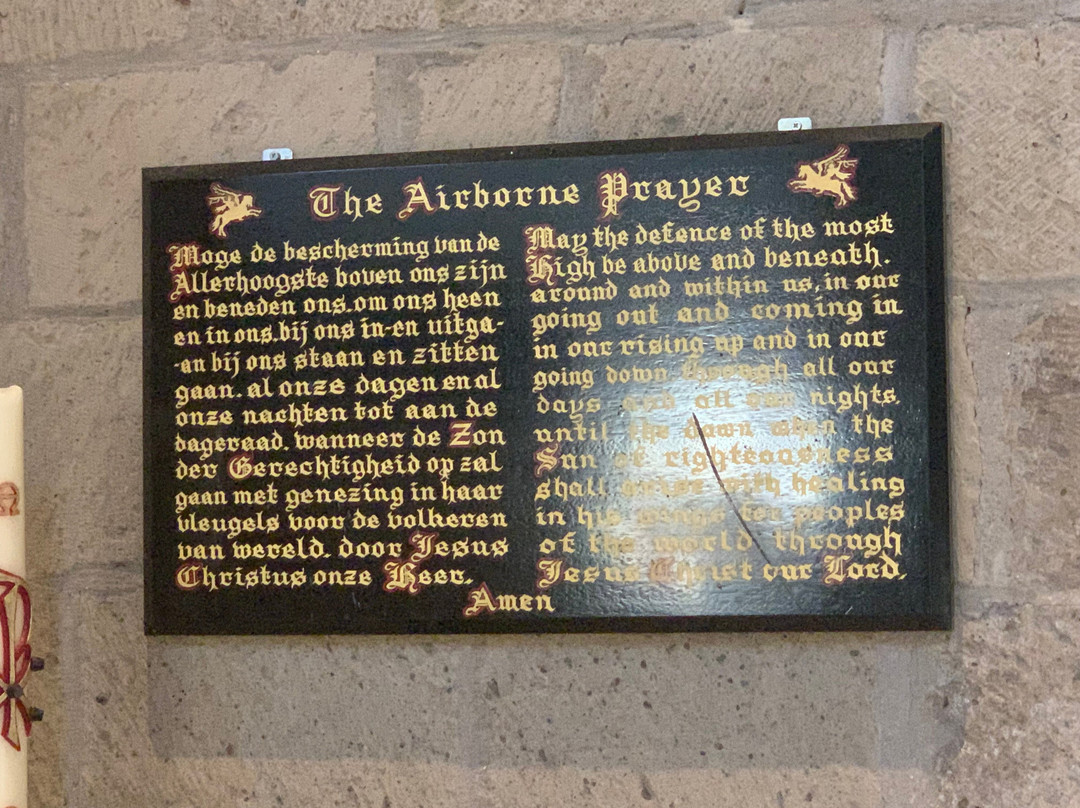 The Airborne Prayer
Moge de bescherming van de
Allerhoogste boven ons zijn
en beneden ons.om ons heen
en in ons.bij ons in-en uitga-
-an bij ons staan en zitten
gaan. al onze dagen en al
onze nachten tot aan de
dageraad. wanneer de Zon
der Gerechtigheid op zal
gaan met genezing in haar
vleugels voor de volkeren
van wereld. door Jesus
Christus onze Heer.
May the defence of the most
High be above and beneath.
around and within us, in our
going out and coming in
in our rising up and in our
going down through all our
days and all our nights.
until the dawn when the
Sun of righteousness
shall arise with healing
in his wings for peoples
of the world through
Jesus Christ our Lord.
Amen